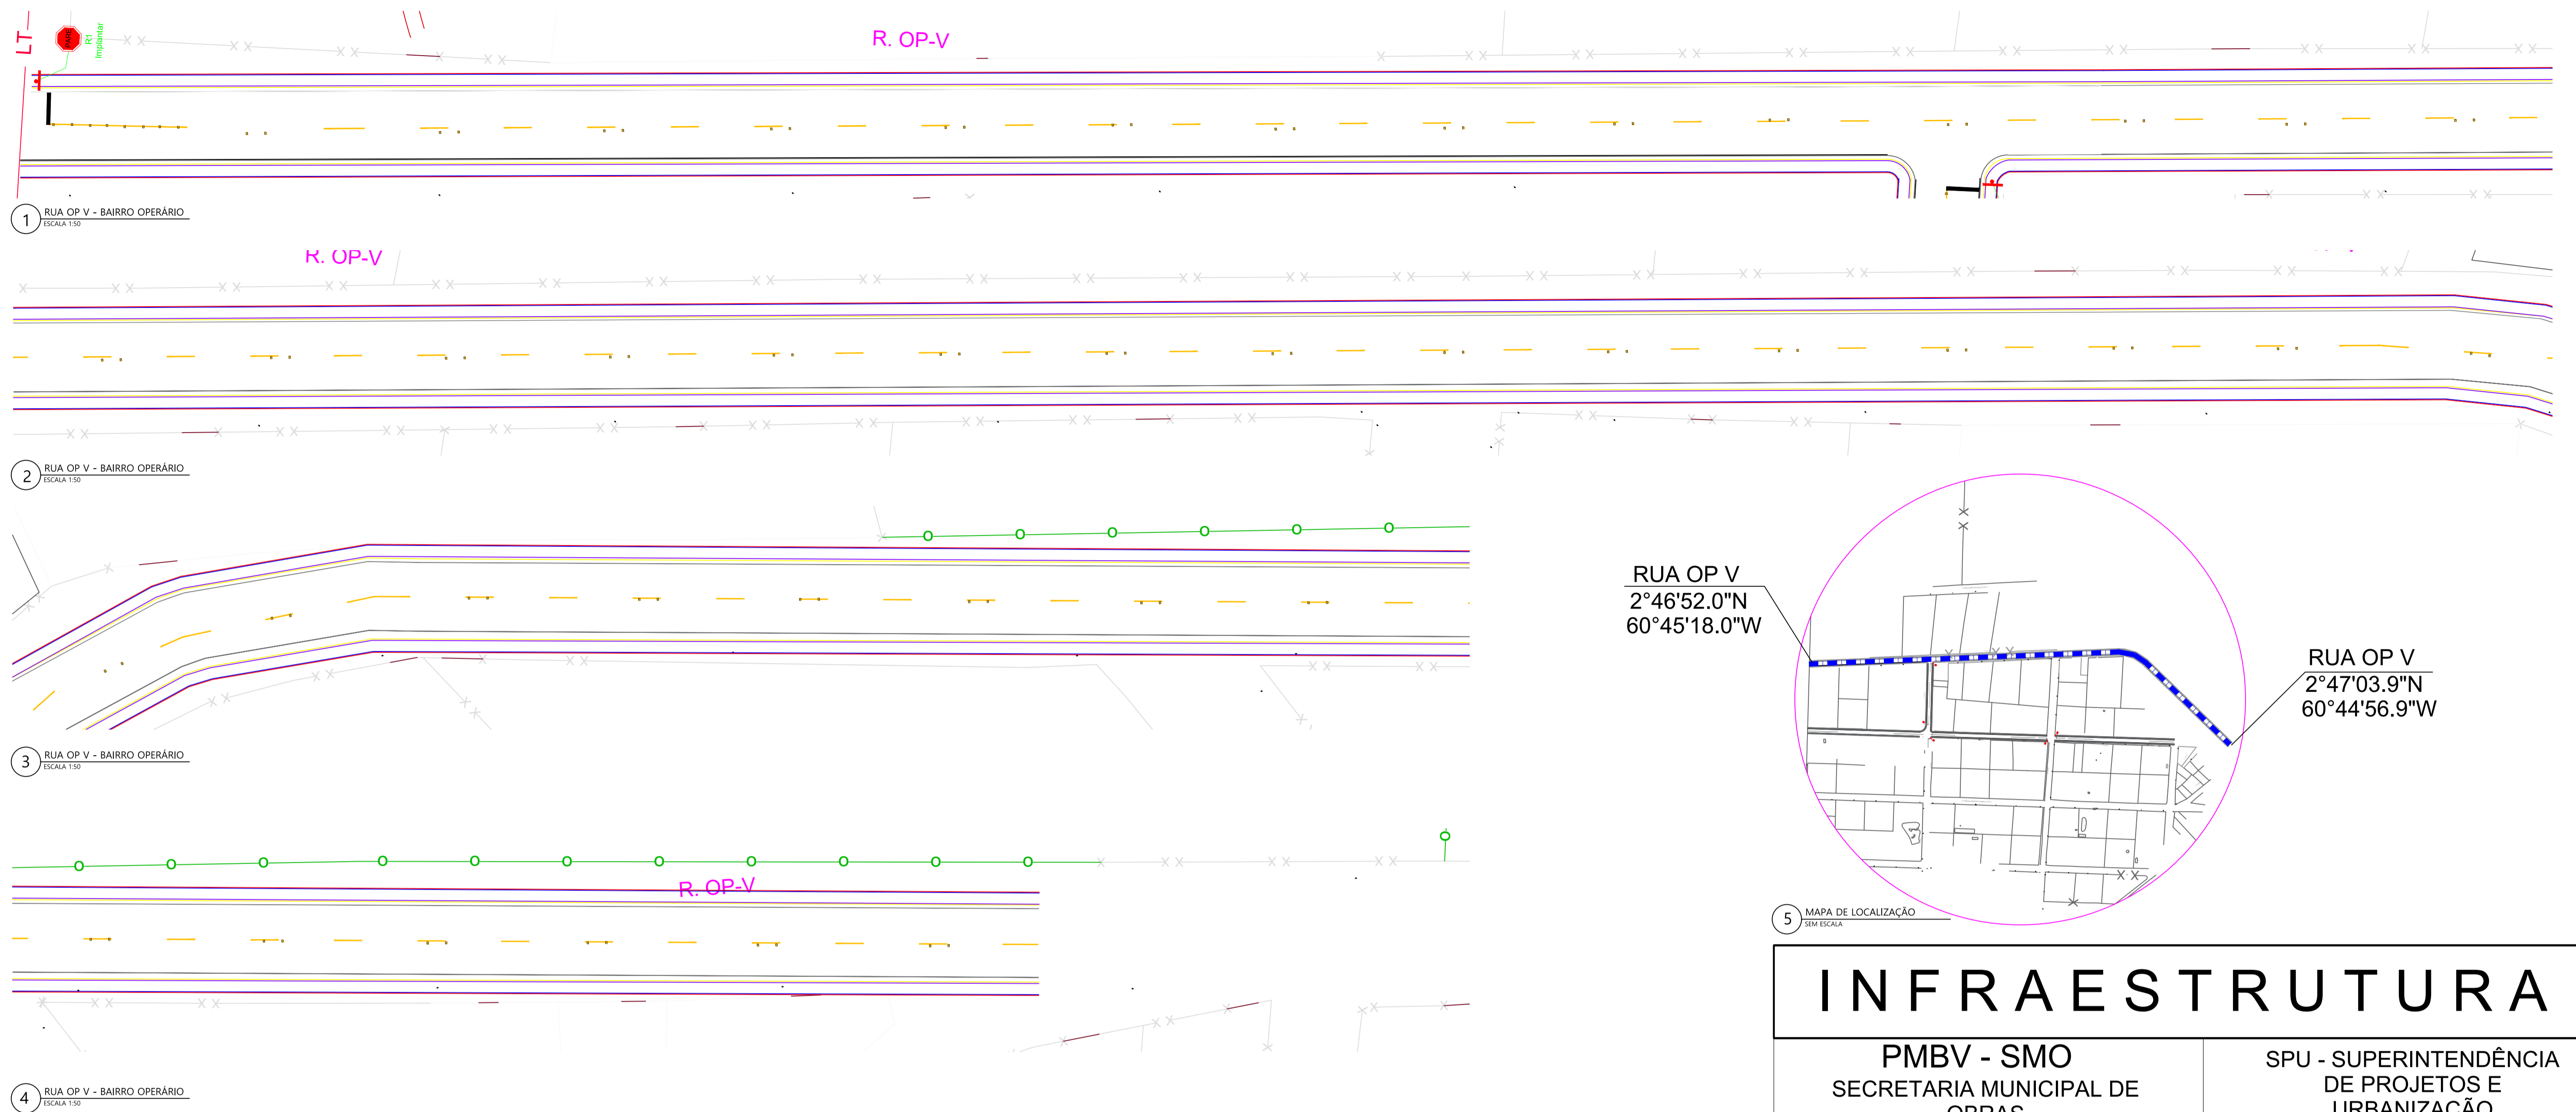 LT
PARE
R1
Implantar
R. OP-V
1
RUA OP V - BAIRRO OPERÁRIO
ESCALA 1:50
R. OP-V
2
RUA OP V - BAIRRO OPERÁRIO
ESCALA 1:50
3
RUA OP V - BAIRRO OPERÁRIO
ESCALA 1:50
R. OP-V
4
RUA OP V - BAIRRO OPERÁRIO
ESCALA 1:50
RUA OP V
2°46'52.0"N
60°45'18.0"W
RUA OP V
2°47'03.9"N
60°44'56.9"W
5
MAPA DE LOCALIZAÇÃO
SEM ESCALA
INFRAESTRUTURA
PMBV - SMO
SECRETARIA MUNICIPAL DE
OBRAS
SPU - SUPERINTENDÊNCIA
DE PROJETOS E
URBANIZAÇÃO